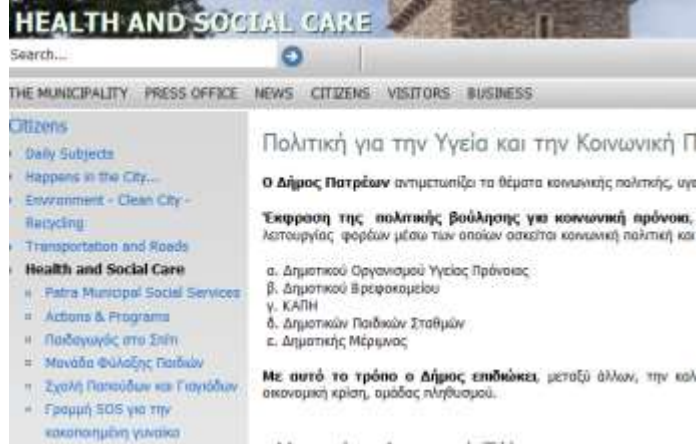 HEALTH AND SOCIAL CARE
Search...
THE MUNICIPALITY PRESS OFFICE NEWS CITIZENS VISITORS BUSINESS
Citizens
Daily Subjects
Happens in the City...
Environment - Clean City -
Recycling
Transportation and Roads
Health and Social Care
Patra Municipal Social Services
Actions & Programs
Παιδαγωγός στο Σπίτι
Μονάδα Φύλαξης Παιδιών
Σχολή Παππούδων και Γιαγιάδων
Γραμμή SOS για την
κακοποιημένη γυναίκα
Πολιτική για την Υγεία και την Κοινωνική Π
Ο Δήμος Πατρέων αντιμετωπίζει τα θέματα κοινωνικής πολιτικής, υγε
Έκφραση της πολιτικής βούλησης για κοινωνική πρόνοια,
λειτουργίας φορέων μέσω των οποίων ασκείται κοινωνική πολιτική και
α. Δημοτικού Οργανισμού Υγείας Πρόνοιας
β. Δημοτικού Βρεφοκομείου
γ. ΚΑΠΗ
δ. Δημοτικών Παιδικών Σταθμών
ε. Δημοτικής Μέριμνας
Με αυτό το τρόπο ο Δήμος επιδιώκει, μεταξύ άλλων, την καλ
οικονομική κρίση, ομάδας πληθυσμού.